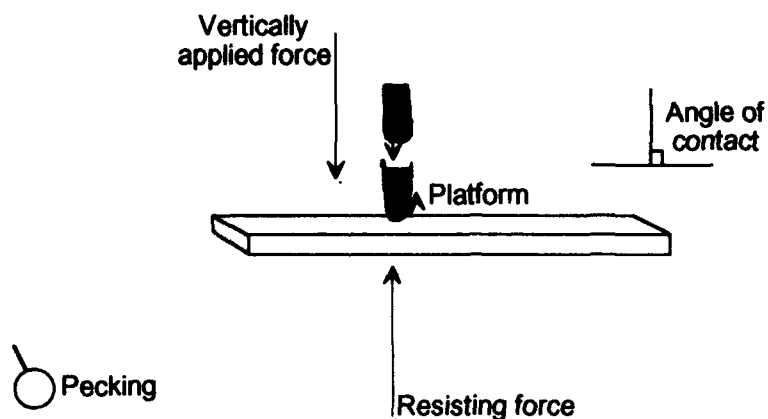 Vertically
applied force
Angle of
contact
Platform
Pecking
Resisting force